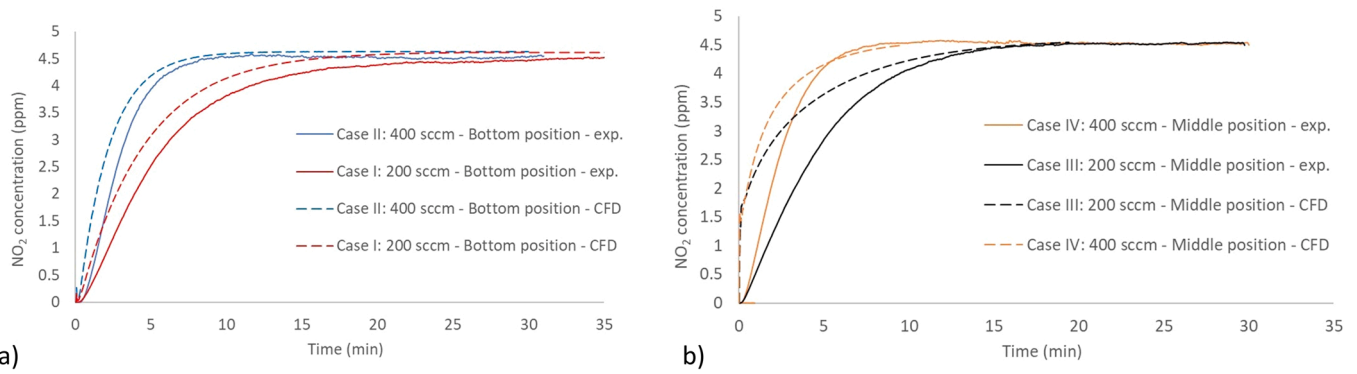 5
4.5
4
3.5
3
2.5
2
1.5
1
0.5
0
NO₂ concentration (ppm)
Case II: 400 sccm - Bottom position - exp.
Case I: 200 sccm - Bottom position - exp.
Case II: 400 sccm - Bottom position - CFD
Case I: 200 sccm - Bottom position - CFD
0 5 10 15 20 25 30 35
Time (min)
a)
5
4.5
4
3.5
3
2.5
2
1.5
1
0.5
0
NO₂ concentration (ppm)
Case IV: 400 sccm - Middle position - exp.
Case III: 200 sccm - Middle position - exp.
Case III: 200 sccm - Middle position - CFD
Case IV: 400 sccm - Middle position - CFD
0 5 10 15 20 25 30 35
Time (min)
b)